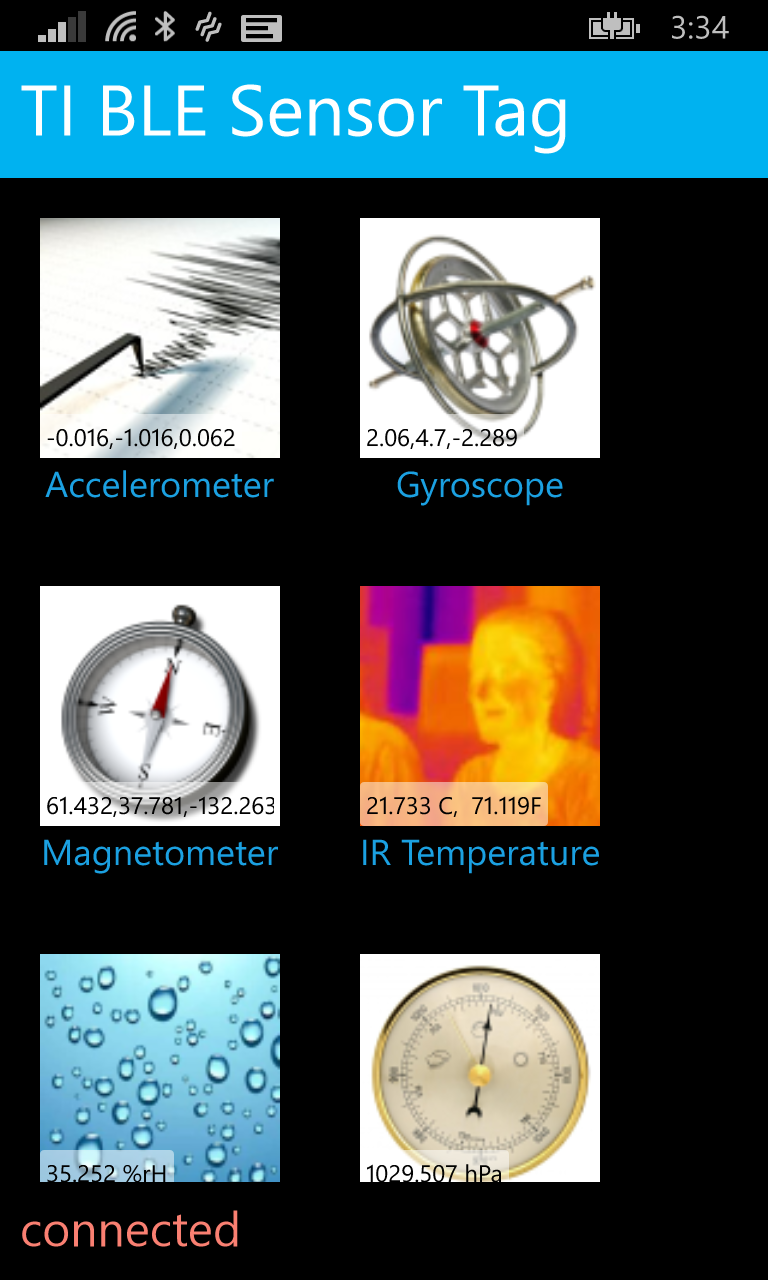 3:34
TI BLE Sensor Tag
-0.016,-1.016,0.062
2.06,4.7,-2.289
Accelerometer
Gyroscope
N
W
E
S
61.432,37.781,-132.263
21.733 C,  71.119F
Magnetometer
IR Temperature
35.252 %rH
1029.507 hPa
connected